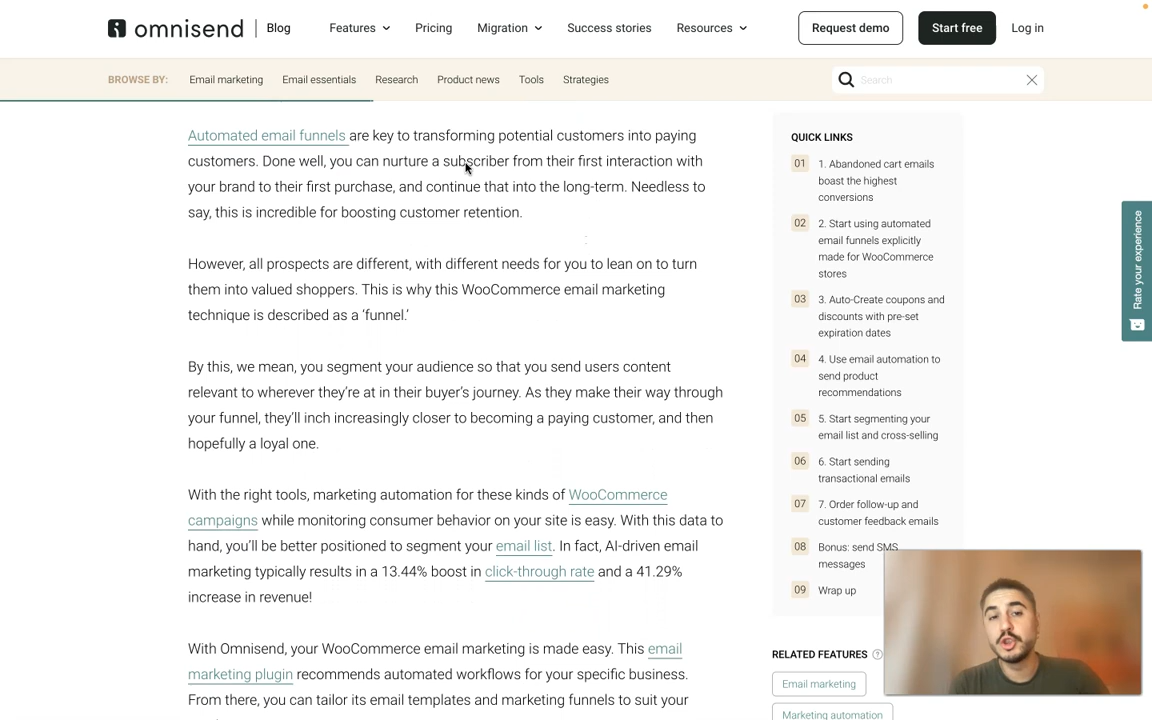 omnisend
Blog
Features
Pricing
Migration
Success stories
Resources
Request demo
Start free
Log in
BROWSE BY:
Email marketing
Email essentials
Research
Product news
Tools
Strategies
Search
Automated email funnels are key to transforming potential customers into paying
customers. Done well, you can nurture a subscriber from their first interaction with
your brand to their first purchase, and continue that into the long-term. Needless to
say, this is incredible for boosting customer retention.
However, all prospects are different, with different needs for you to lean on to turn
them into valued shoppers. This is why this WooCommerce email marketing
technique is described as a ‘funnel.’
By this, we mean, you segment your audience so that you send users content
relevant to wherever they’re at in their buyer’s journey. As they make their way through
your funnel, they’ll inch increasingly closer to becoming a paying customer, and then
hopefully a loyal one.
With the right tools, marketing automation for these kinds of WooCommerce
campaigns while monitoring consumer behavior on your site is easy. With this data to
hand, you’ll be better positioned to segment your email list. In fact, AI-driven email
marketing typically results in a 13.44% boost in click-through rate and a 41.29%
increase in revenue!
With Omnisend, your WooCommerce email marketing is made easy. This email
marketing plugin recommends automated workflows for your specific business.
From there, you can tailor its email templates and marketing funnels to suit your
QUICK LINKS
01 1. Abandoned cart emails
boast the highest
conversions
02 2. Start using automated
email funnels explicitly
made for WooCommerce
stores
03 3. Auto-Create coupons and
discounts with pre-set
expiration dates
04 4. Use email automation to
send product
recommendations
05 5. Start segmenting your
email list and cross-selling
06 6. Start sending
transactional emails
07 7. Order follow-up and
customer feedback emails
08 Bonus: send SMS
messages
09 Wrap up
RELATED FEATURES ?
Email marketing
Marketing automation
Rate your experience